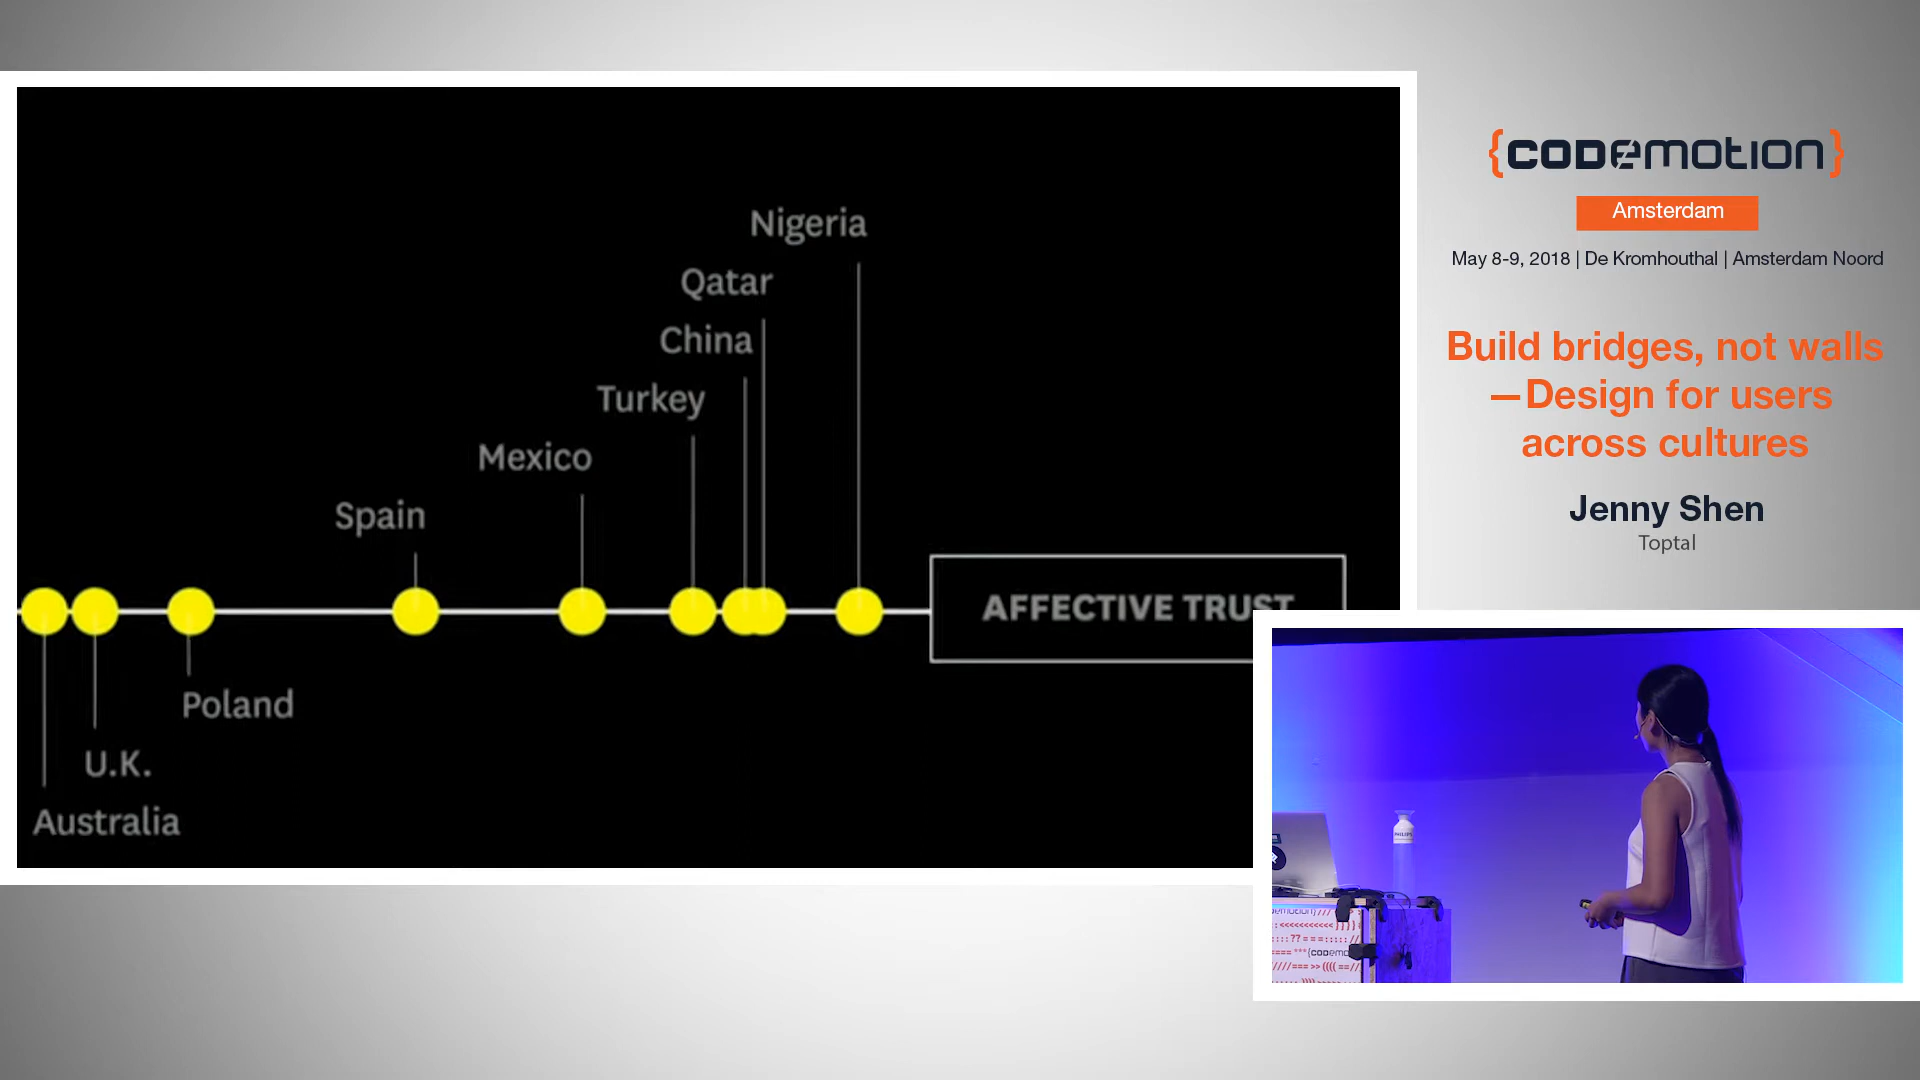 Nigeria
Qatar
China
Turkey
Mexico
Spain
AFFECTIVE TRUST
Poland
U.K.
Australia
{CODEMOTION}
Amsterdam
May 8-9, 2018 | De Kromhouthal | Amsterdam Noord
Build bridges, not walls
—Design for users
across cultures
Jenny Shen
Toptal
PHILIPS